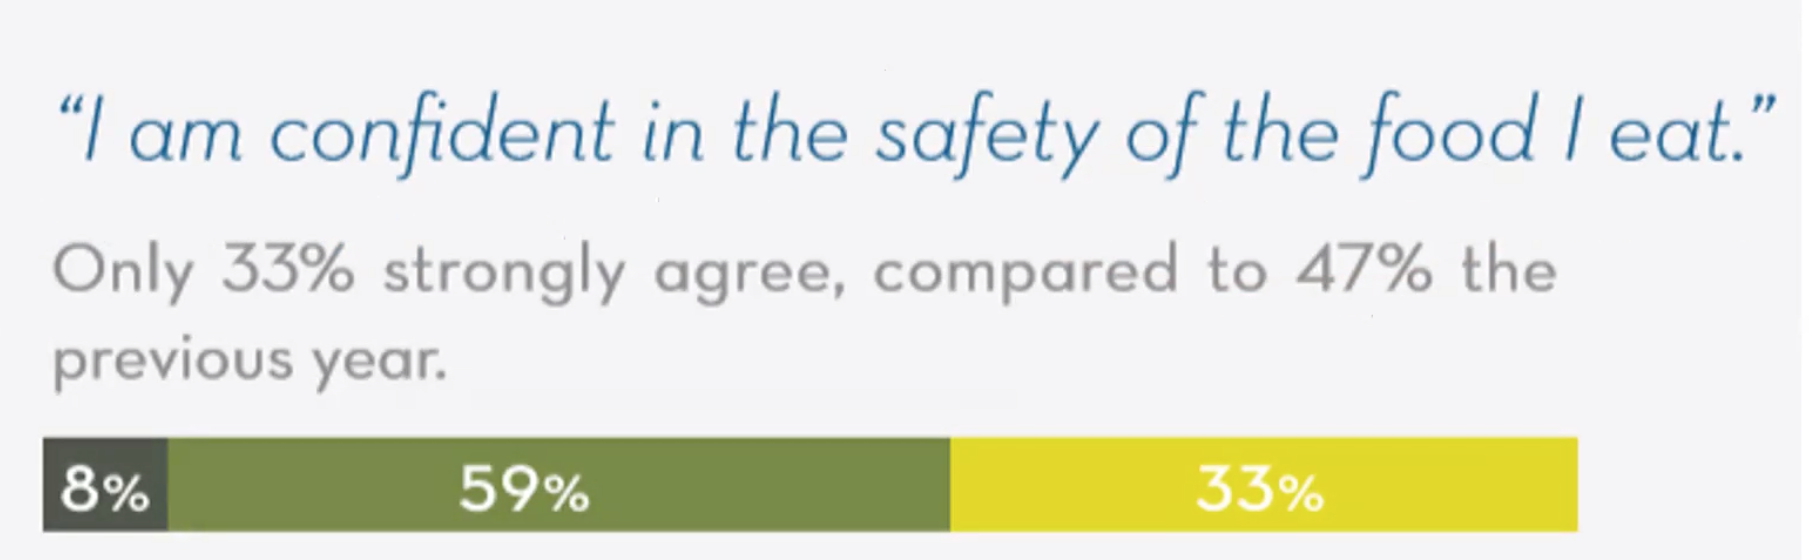 “I am confident in the safety of the food I eat.”
Only 33% strongly agree, compared to 47% the
previous year.
8% 59% 33%